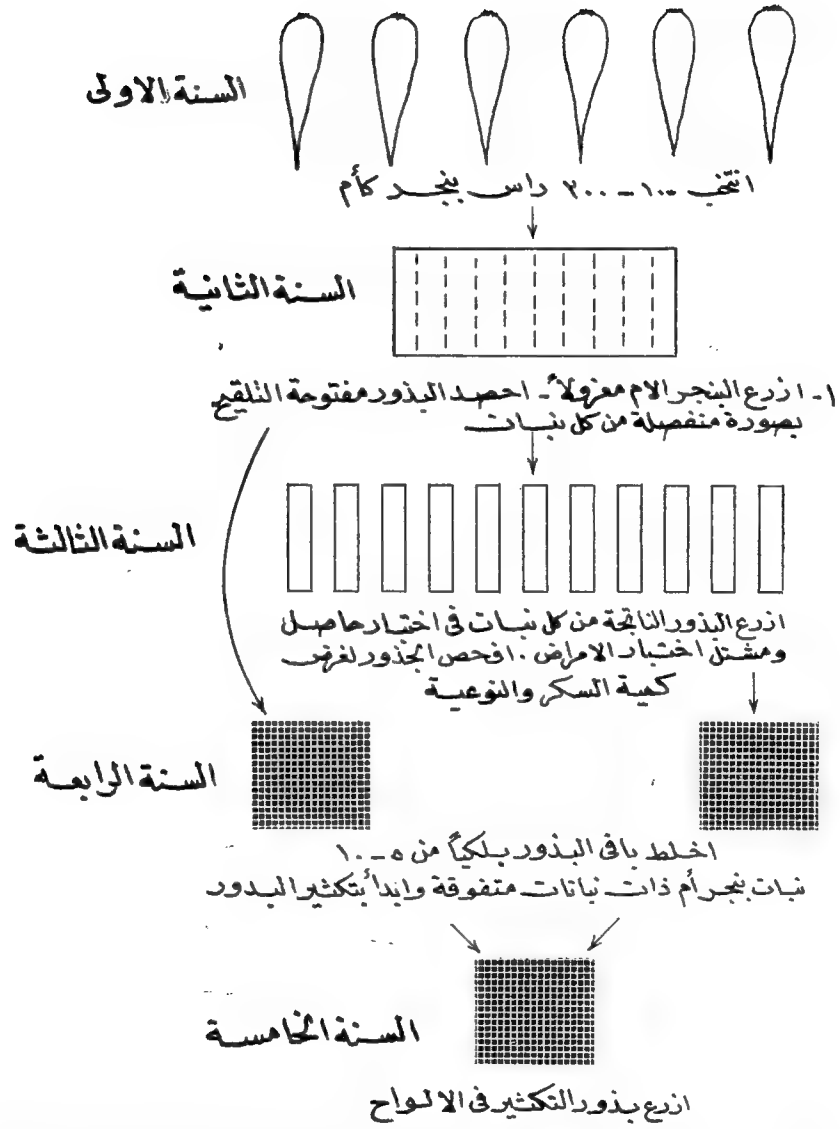 السنة الاولى
انتخب ١٠٠ - ٢٠٠ راس بنجر كأم
السنة الثانية
١- ازرع البنجر الام معزولاً - احصد البذور مفتوحة التلقيح
بصورة منفصلة من كل نبات
السنة الثالثة
ازرع البذور الناتجة من كل نبات في اختبار حاصل
ومشتل اختبار الامراض . افحص الجذور لغرض
كمية السكر والنوعية
السنة الرابعة
اخلط باقي البذور بلكياً من ٥ - ١٠
نبات بنجر أم ذات نباتات متفوقة وابدأ بتكثير البذور
السنة الخامسة
ازرع بذور التكثير في الالواح